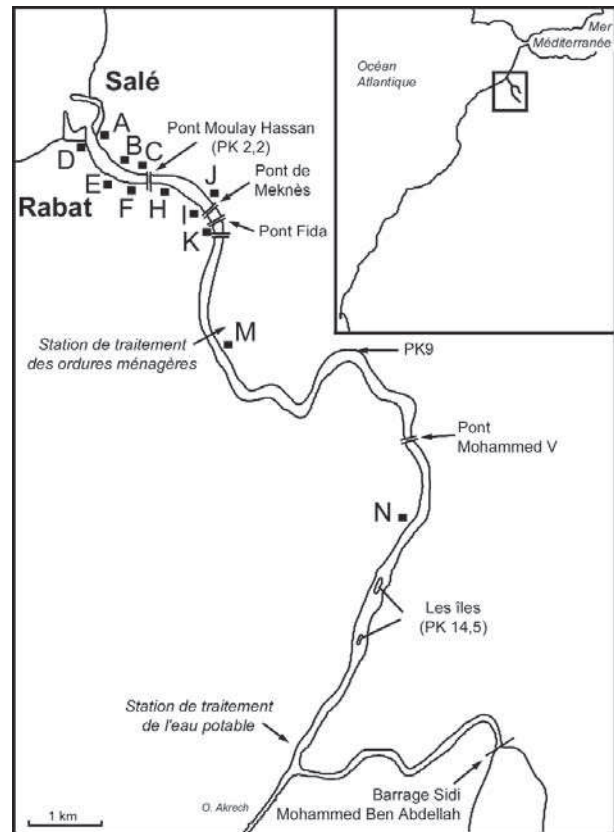 Mer
Méditerranée
Océan
Atlantique
Salé
A
Pont Moulay Hassan
(PK 2,2)
B
C
D
J
Pont de
Meknès
E
F
H
I
Rabat
K
Pont Fida
Station de traitement
des ordures ménagères
M
PK9
Pont
Mohammed V
N
Les îles
(PK 14,5)
Station de traitement
de l'eau potable
O. Akrech
Barrage Sidi
Mohammed Ben Abdellah
1 km